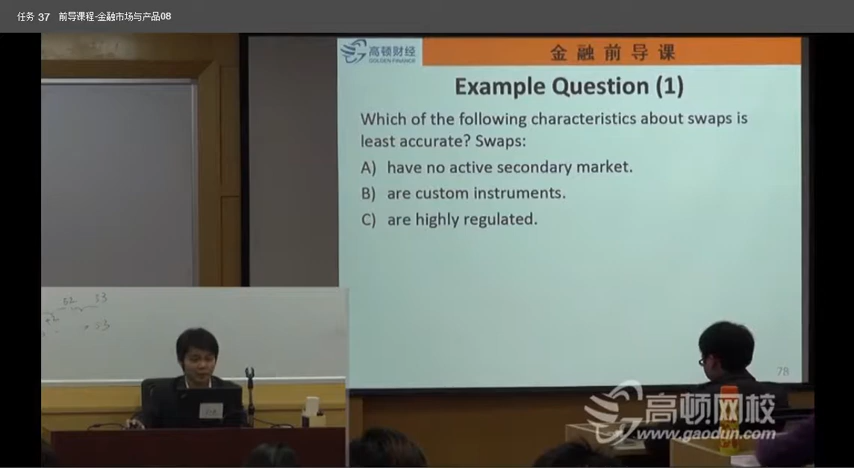 任务 37 前导课程-金融市场与产品08
高顿财经
GOLDEN FINANCE
金融前导课
Example Question (1)
Which of the following characteristics about swaps is
least accurate? Swaps:
A) have no active secondary market.
B) are custom instruments.
C) are highly regulated.
78
高顿网校
www.gaodun.com